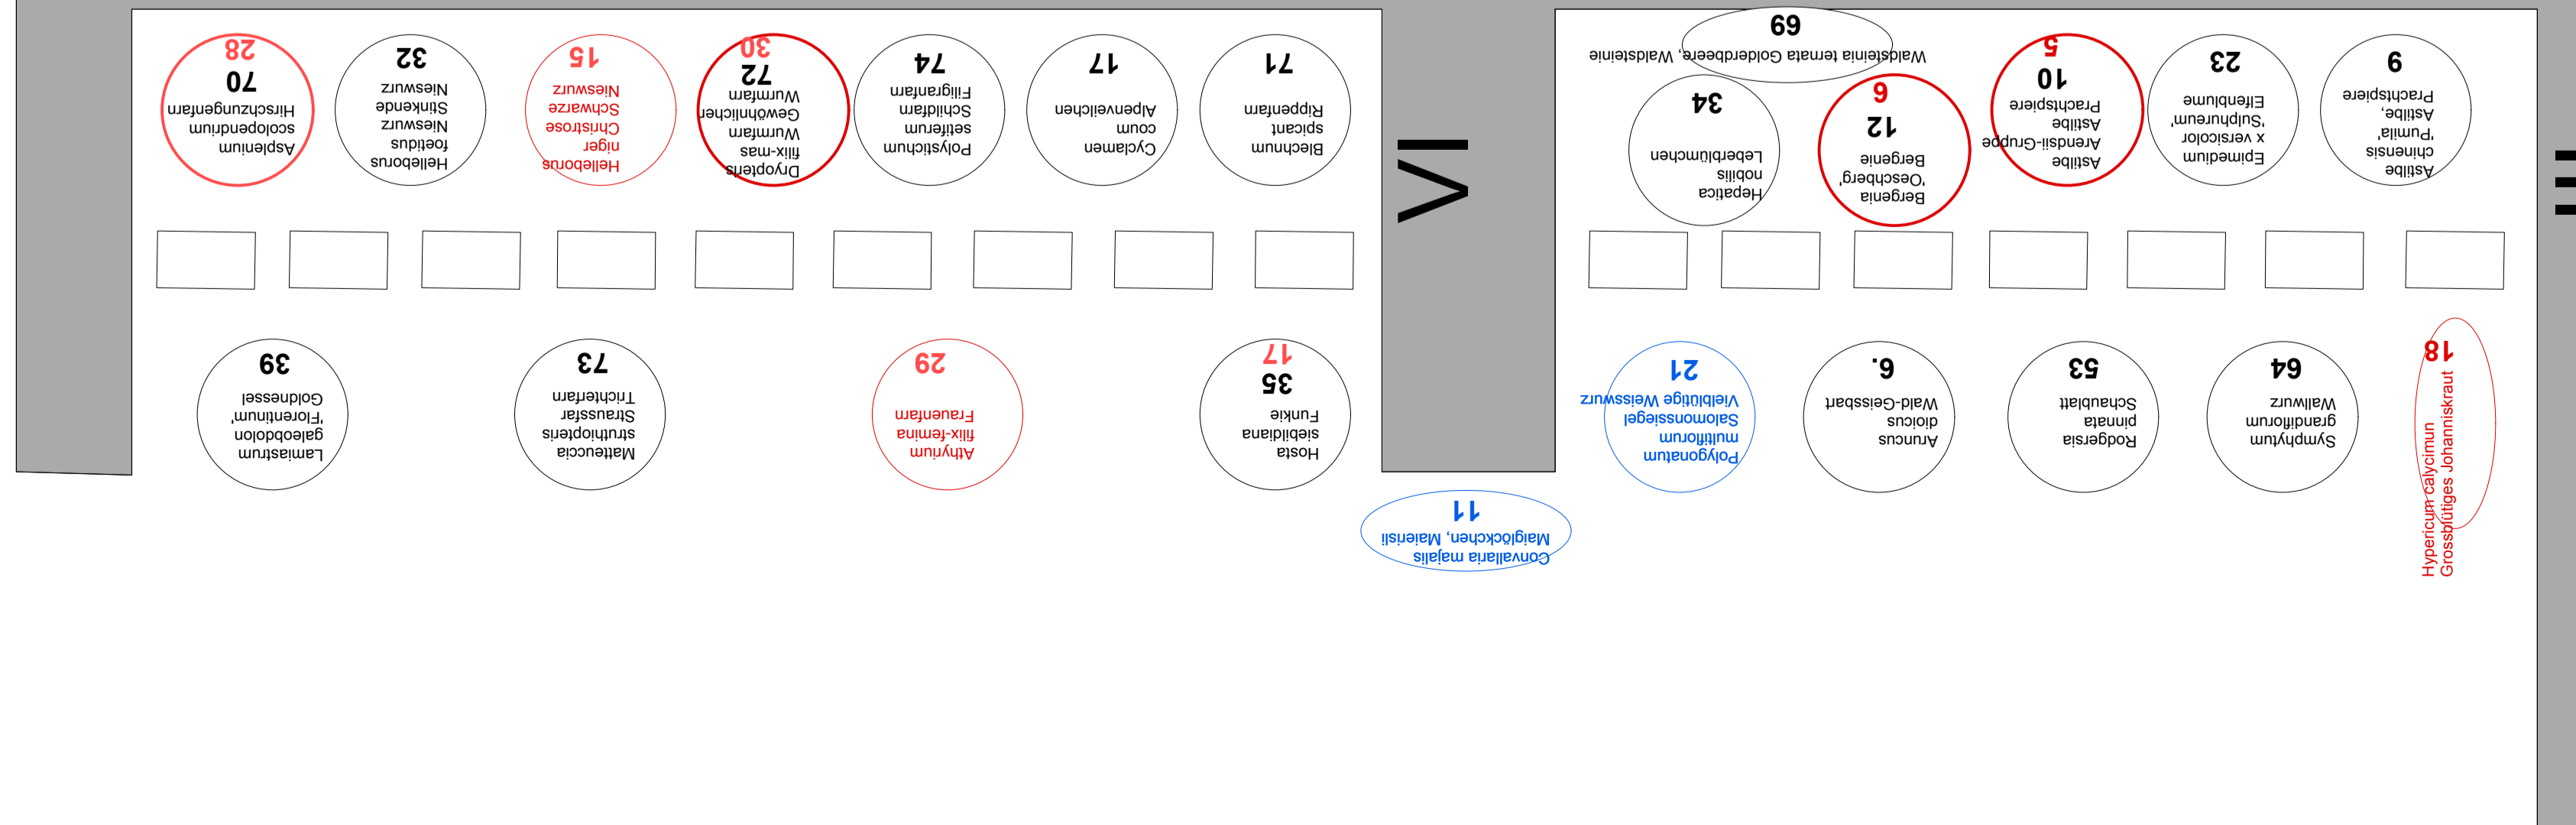 Hypericum calycimun
Grossblütiges Johanniskraut
18
Symphytum
grandiflorum
Wallwurz
64
Rodgersia
pinnata
Schaublatt
53
Aruncus
dioicus
Wald-Geissbart
6.
Polygonatum
multiflorum
Salomonssiegel
Vielblütige Weisswurz
21
Convallaria majalis
Maiglöckchen, Maierisli
11
Hosta
siebldiana
Funkie
35
17
Athyrium
filix-femina
Frauenfarn
29
Matteuccia
struthiopteris
Straussfar
Trichterfarn
73
Lamiastrum
galeobdolon
'Florentinum'
Goldnessel
39
Astilbe
chinensis
'Pumila'
Astilbe,
Prachtspiere
9
Epimedium
x versicolor
'Sulphureum'
Elfenblume
23
Astilbe
Arendsii-Gruppe
Astilbe
Prachtspiere
10
5
Bergenia
'Oeschberg'
Bergenie
12
6
Hepatica
nobilis
Leberblümchen
34
Waldsteinia ternata Golderdbeere, Waldsteinie
69
VI
Blechnum
spicant
Rippenfarn
71
Cyclamen
coum
Alpenveilchen
17
Polystichum
setiferum
Schildfarn
Filigranfarn
74
Dryopteris
filix-mas
Wurmfarn
Gewöhnlicher
Wurmfarn
72
30
Helleborus
niger
Christrose
Schwarze
Nieswurz
15
Helleborus
foetidus
Nieswurz
Stinkende
Nieswurz
32
Asplenium
scolopendrium
Hirschzungenfarn
70
28